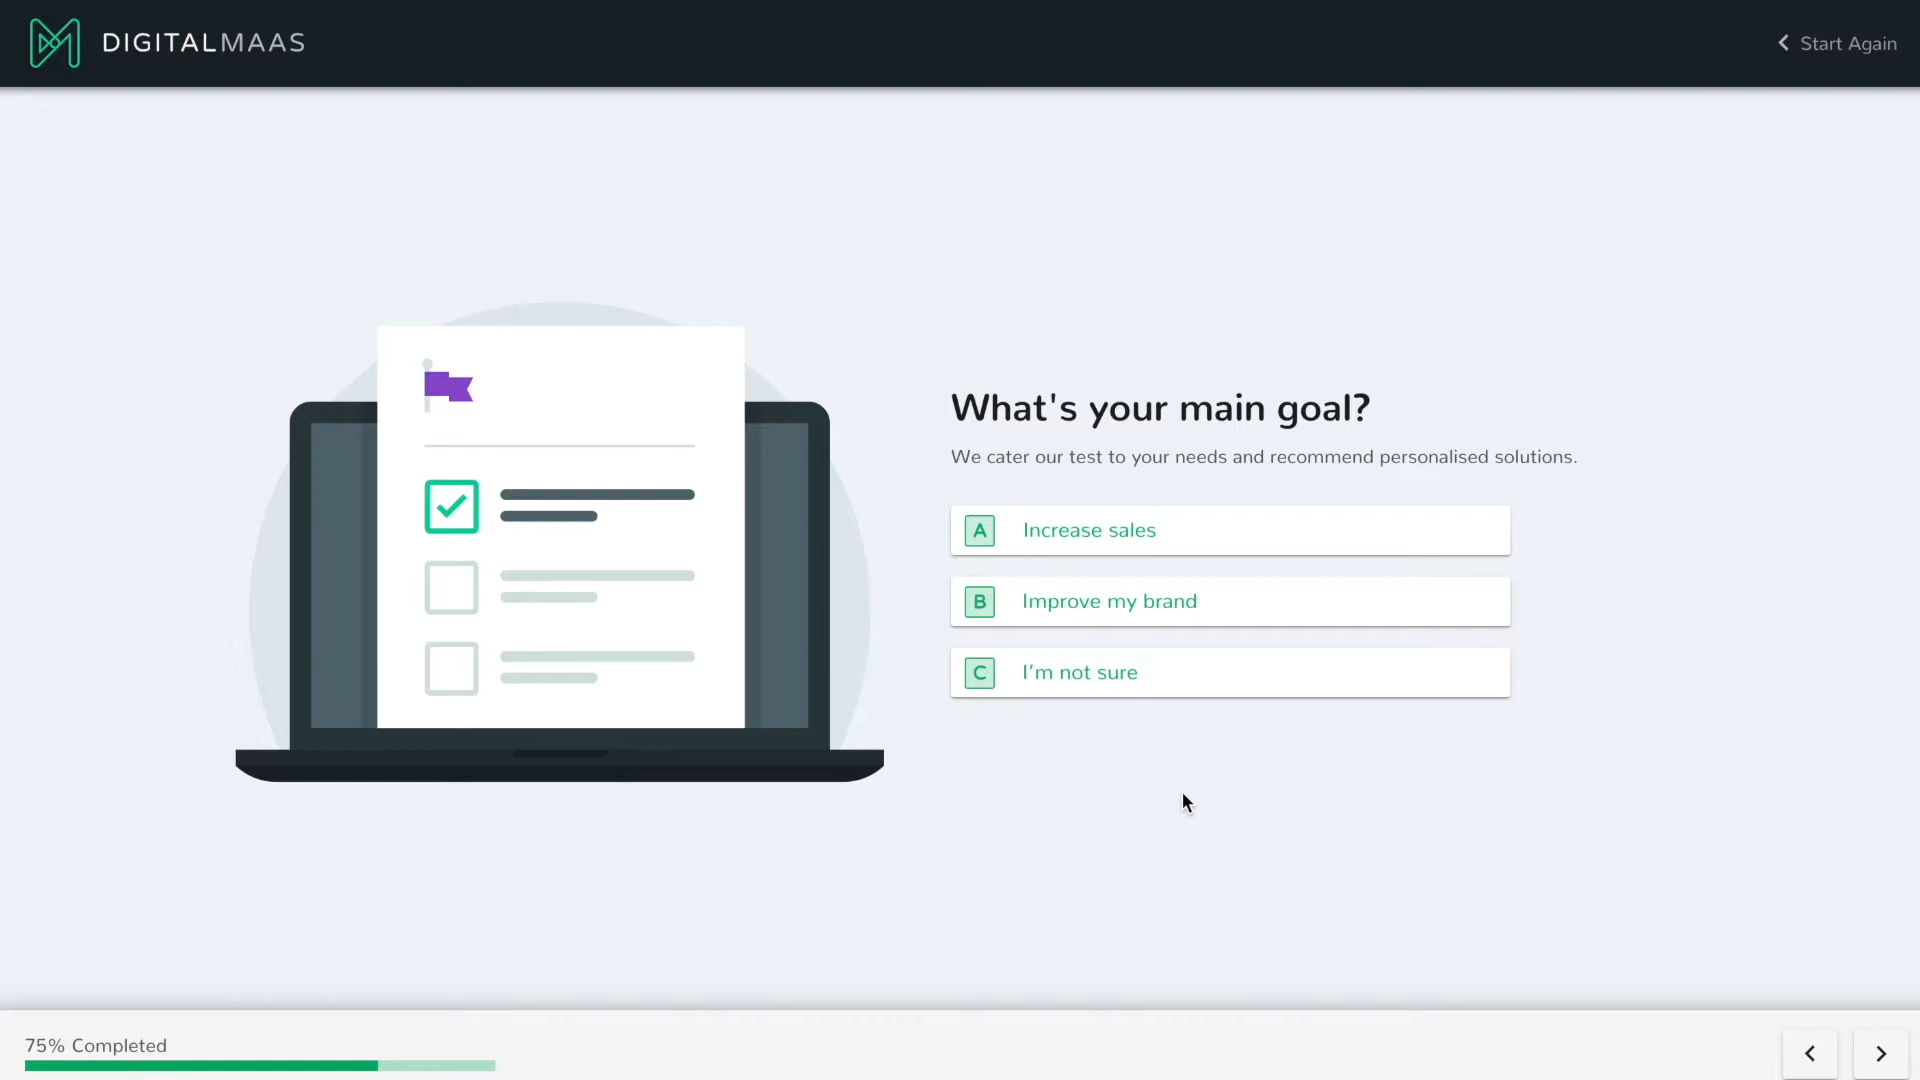 DIGITALMAAS
Start Again
What's your main goal?
We cater our test to your needs and recommend personalised solutions.
A Increase sales
B Improve my brand
C I'm not sure
75% Completed